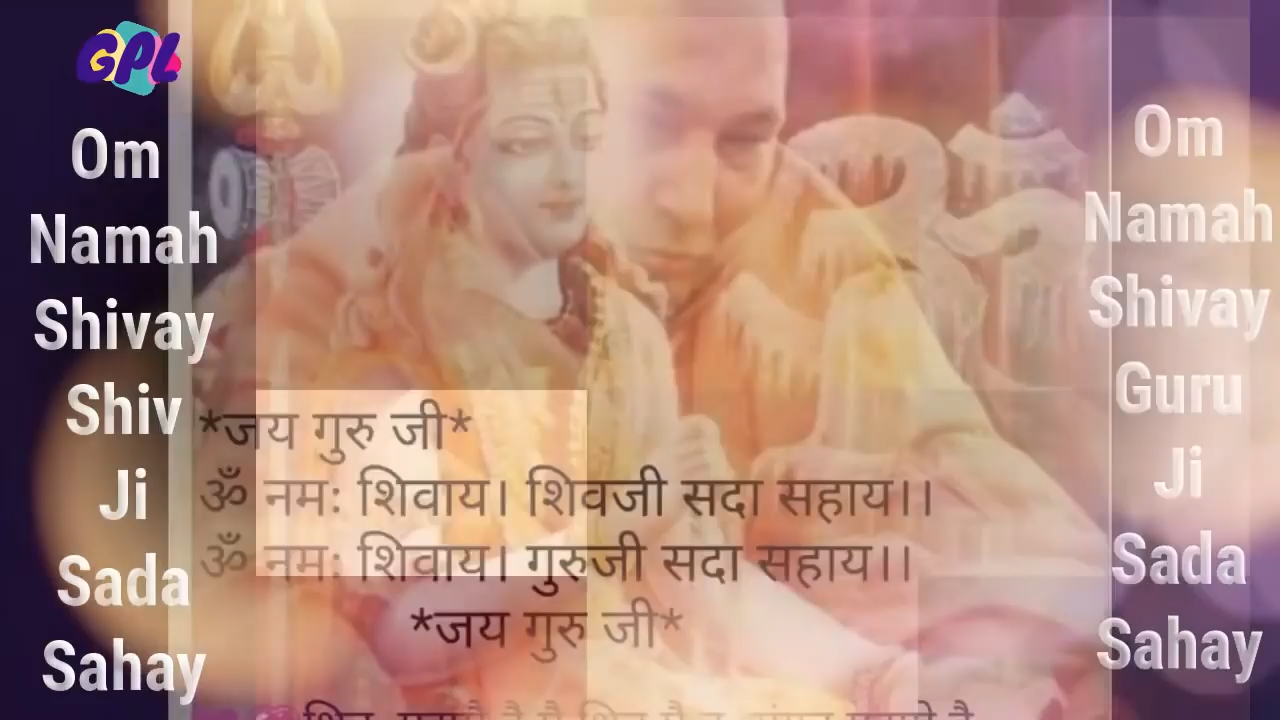 GPL
Om
Namah
Shivay
Shiv
Ji
Sada
Sahay
*जय गुरु जी*
ॐ नमः शिवाय। शिवजी सदा सहाय।।
ॐ नमः शिवाय। गुरुजी सदा सहाय।।
*जय गुरु जी*
Om
Namah
Shivay
Guru
Ji
Sada
Sahay